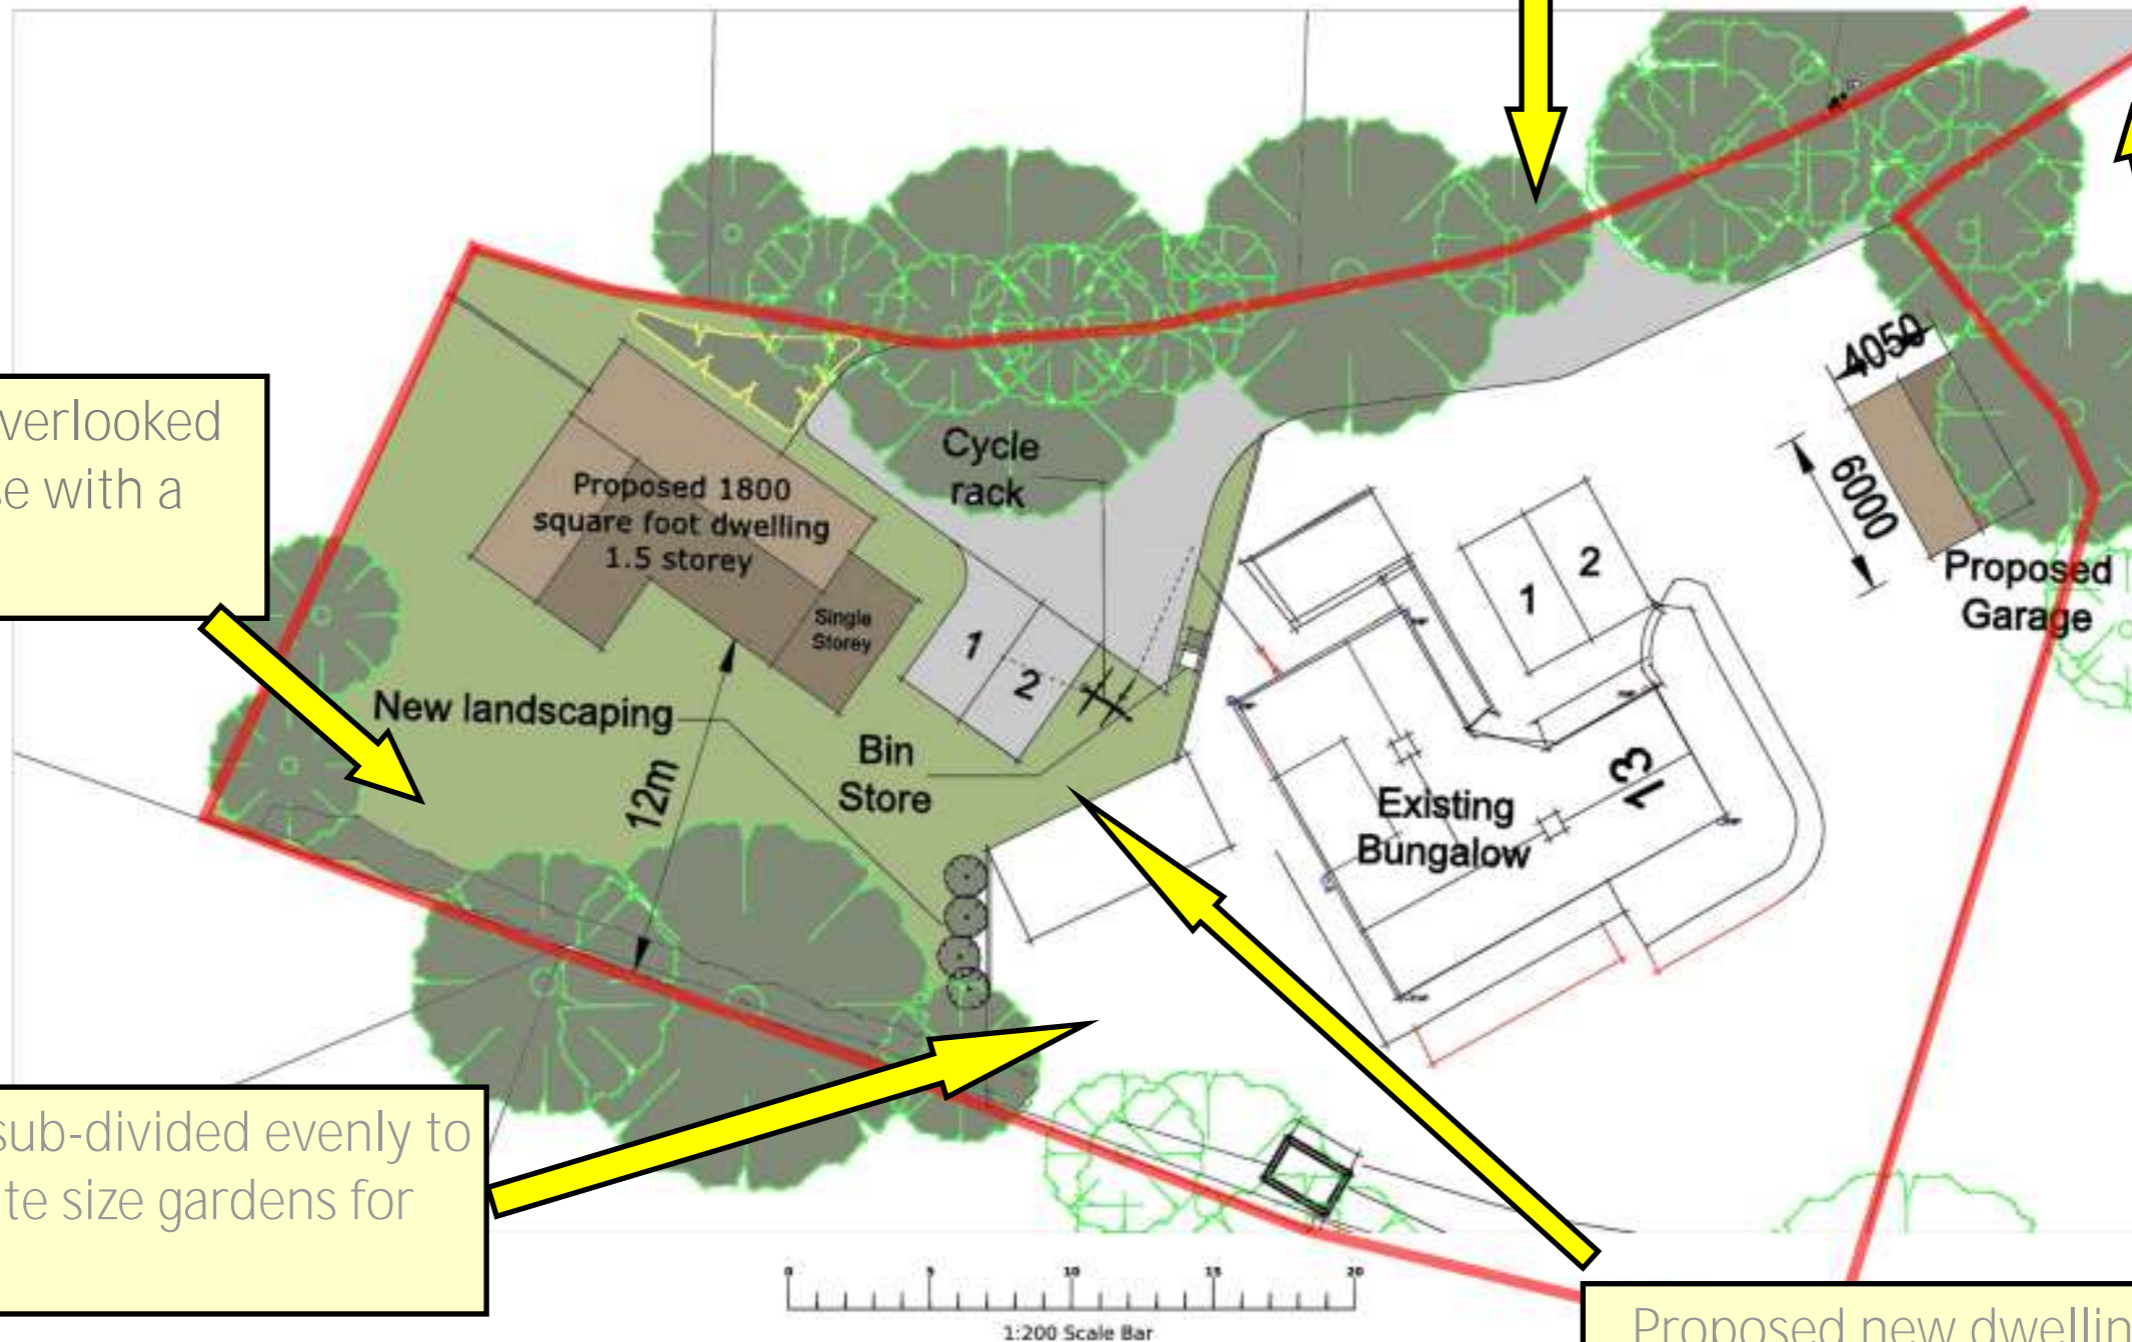 4050
6000
Proposed
Garage
Cycle
rack
Proposed 1800
square foot dwelling
1.5 storey
Single
Storey
1
2
1
2
New landscaping
12m
Bin
Store
13
Existing
Bungalow
verlooked
se with a
sub-divided evenly to
te size gardens for
0 5 10 15 20
1:200 Scale Bar
Proposed new dwellin